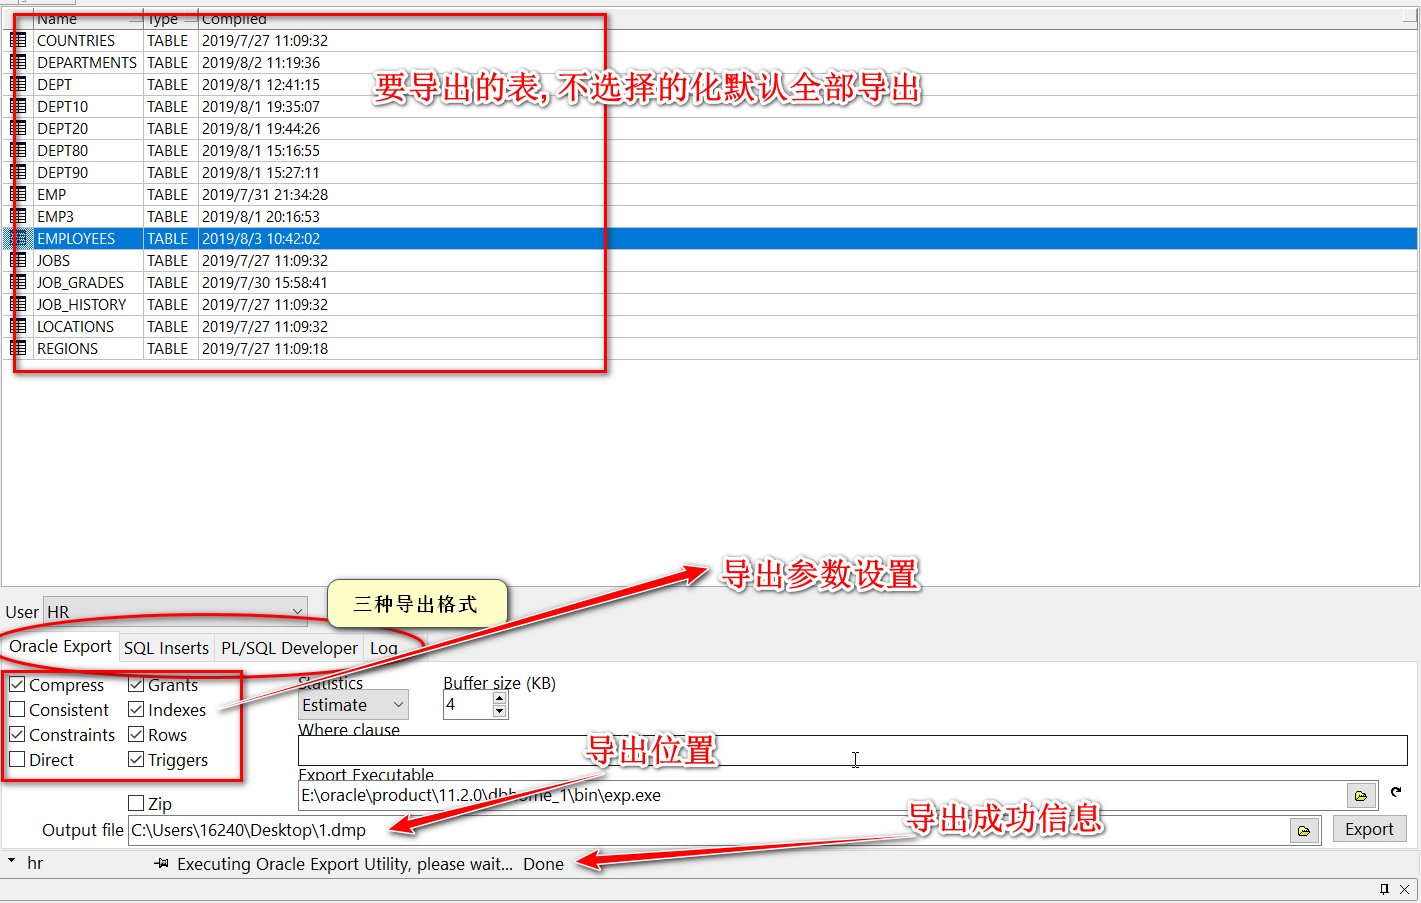 Name Type Compiled
COUNTRIES TABLE 2019/7/27 11:09:32
DEPARTMENTS TABLE 2019/8/2 11:19:36
DEPT TABLE 2019/8/1 12:41:15
要导出的表,不选择的化默认全部导出
DEPT10 TABLE 2019/8/1 19:35:07
DEPT20 TABLE 2019/8/1 19:44:26
DEPT80 TABLE 2019/8/1 15:16:55
DEPT90 TABLE 2019/8/1 15:27:11
EMP TABLE 2019/7/31 21:34:28
EMP3 TABLE 2019/8/1 20:16:53
EMPLOYEES TABLE 2019/8/3 10:42:02
JOBS TABLE 2019/7/27 11:09:32
JOB_GRADES TABLE 2019/7/30 15:58:41
JOB_HISTORY TABLE 2019/7/27 11:09:32
LOCATIONS TABLE 2019/7/27 11:09:32
REGIONS TABLE 2019/7/27 11:09:18
导出参数设置
三种导出格式
User HR
Oracle Export SQL Inserts PL/SQL Developer Log
Compress Grants Statistics Buffer size (KB)
Consistent Indexes Estimate 4
Constraints Rows Where clause
导出位置
Direct Triggers
Export Executable
E:\oracle\product\11.2.0\dbhome_1\bin\exp.exe
Zip
导出成功信息
Output file C:\Users\16240\Desktop\1.dmp Export
hr Executing Oracle Export Utility, please wait... Done